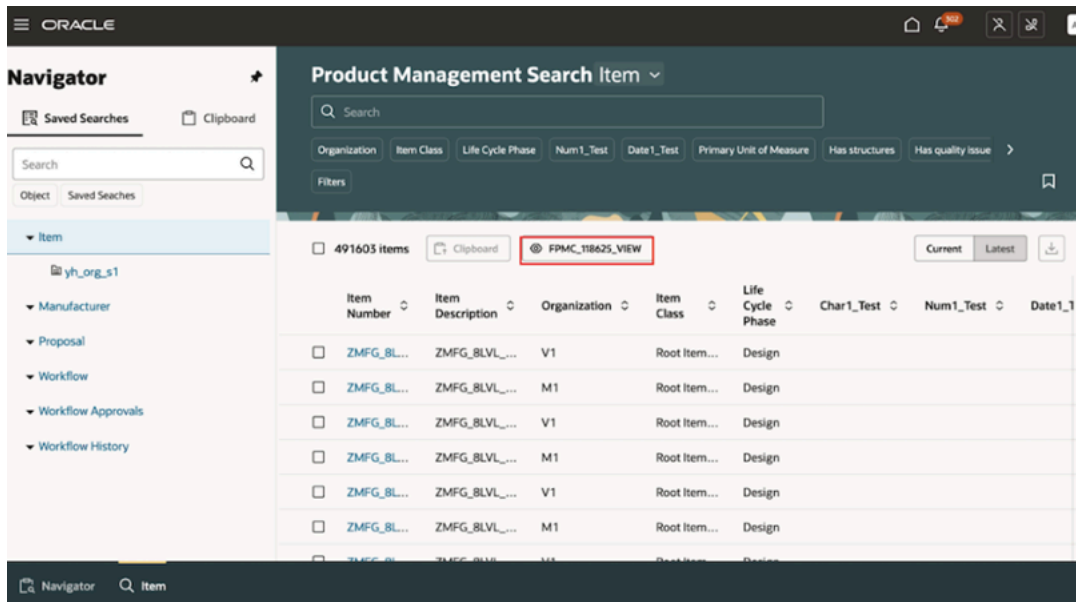 ORACLE
302
Navigator
Saved Searches
Clipboard
Search
Object
Saved Seaches
Item
yh_org_s1
Manufacturer
Proposal
Workflow
Workflow Approvals
Workflow History
Product Management Search Item
Search
Organization
Item Class
Life Cycle Phase
Num1_Test
Date1_Test
Primary Unit of Measure
Has structures
Has quality issue
Filters
491603 items
Clipboard
FPMC_118625_VIEW
Current
Latest
Item Number
Item Description
Organization
Item Class
Life Cycle Phase
Char1_Test
Num1_Test
Date1_T
ZMFG_8L... ZMFG_8LVL_... V1 Root Item... Design
ZMFG_8L... ZMFG_8LVL_... M1 Root Item... Design
ZMFG_8L... ZMFG_8LVL_... V1 Root Item... Design
ZMFG_8L... ZMFG_8LVL_... M1 Root Item... Design
ZMFG_8L... ZMFG_8LVL_... V1 Root Item... Design
ZMFG_8L... ZMFG_8LVL_... M1 Root Item... Design
Navigator
Item